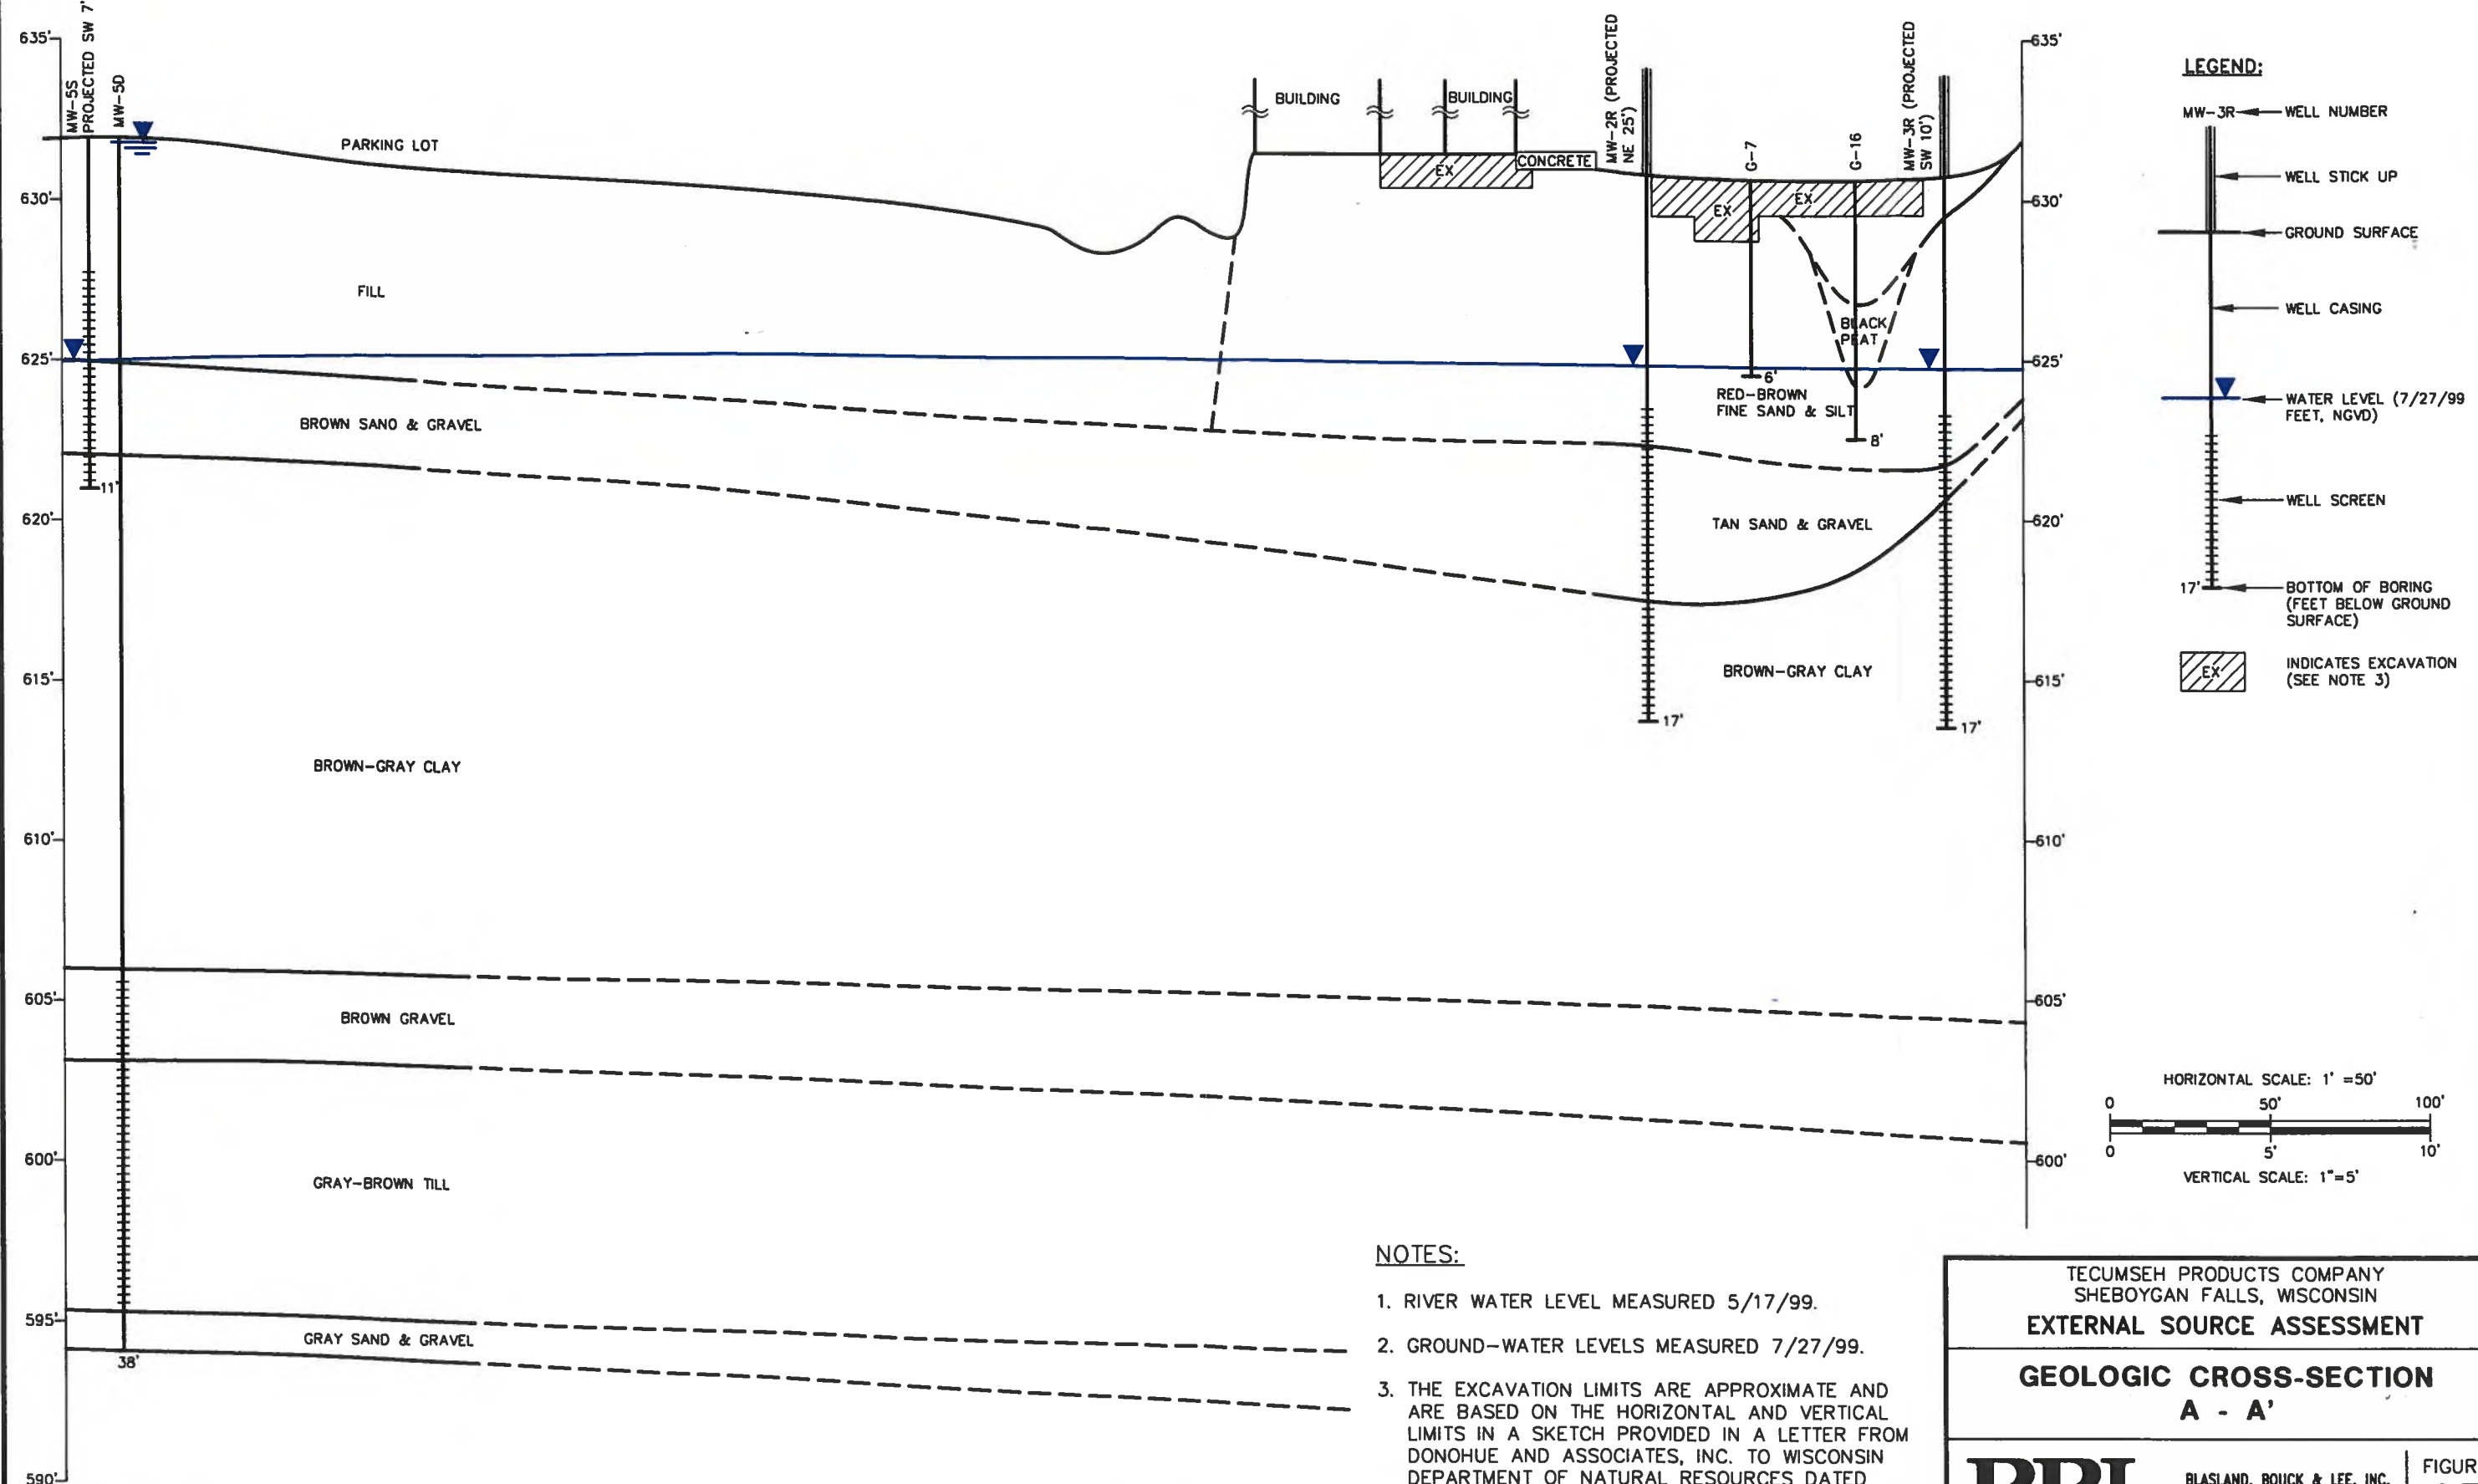 635'
630'
625'
620'
615'
610'
605'
600'
595'
590'
MW-5S
PROJECTED SW 7'
MW-5D
PARKING LOT
FILL
BROWN SANO & GRAVEL
11'
BROWN-GRAY CLAY
BROWN GRAVEL
GRAY-BROWN TILL
GRAY SAND & GRAVEL
38'
BUILDING
BUILDING
EX
CONCRETE
MW-2R (PROJECTED
NE 25")
G-7
G-16
MW-3R (PROJECTED
SW 10')
EX
EX
BLACK
PEAT
6'
RED-BROWN
FINE SAND & SILT
8'
TAN SAND & GRAVEL
BROWN-GRAY CLAY
17'
17'
635'
630'
625'
620'
615'
610'
605'
600'
LEGEND:
MW-3R WELL NUMBER
WELL STICK UP
GROUND SURFACE
WELL CASING
WATER LEVEL (7/27/99
FEET, NGVD)
WELL SCREEN
17' BOTTOM OF BORING
(FEET BELOW GROUND
SURFACE)
EX INDICATES EXCAVATION
(SEE NOTE 3)
HORIZONTAL SCALE: 1' =50'
0 50' 100'
0 5' 10'
VERTICAL SCALE: 1"=5'
NOTES:
1. RIVER WATER LEVEL MEASURED 5/17/99.
2. GROUND-WATER LEVELS MEASURED 7/27/99.
3. THE EXCAVATION LIMITS ARE APPROXIMATE AND
ARE BASED ON THE HORIZONTAL AND VERTICAL
LIMITS IN A SKETCH PROVIDED IN A LETTER FROM
DONOHUE AND ASSOCIATES, INC. TO WISCONSIN
DEPARTMENT OF NATURAL RESOURCES DATED
TECUMSEH PRODUCTS COMPANY
SHEBOYGAN FALLS, WISCONSIN
EXTERNAL SOURCE ASSESSMENT
GEOLOGIC CROSS-SECTION
A - A'
BLASLAND, BOUCK & LEE, INC.